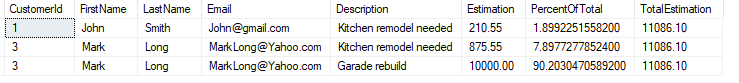 CustomerId FirstName LastName Email Description Estimation PercentOfTotal TotalEstimation
1 John Smith John@gmail.com Kitchen remodel needed 210.55 1.8992251558200 11086.10
3 Mark Long MarkLong@Yahoo.com Kitchen remodel needed 875.55 7.8977277852400 11086.10
3 Mark Long MarkLong@Yahoo.com Garade rebuild 10000.00 90.2030470589200 11086.10